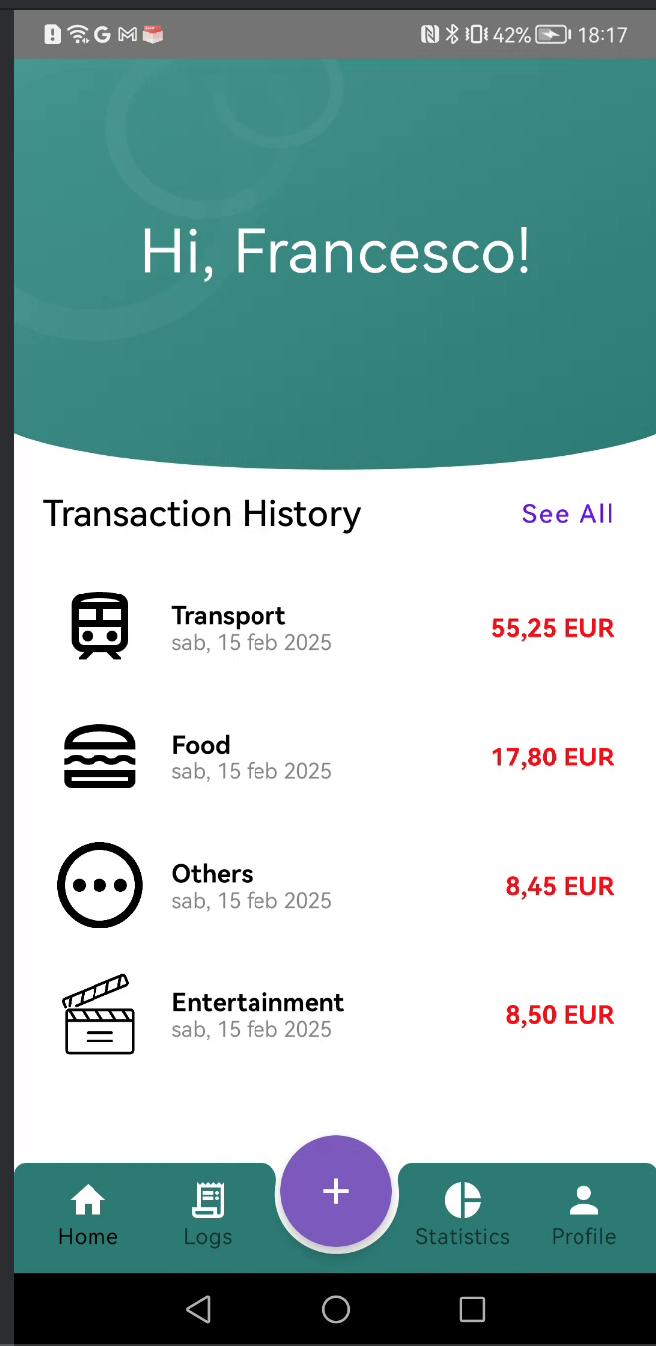 42% 18:17
Hi, Francesco!
Transaction History See All
Transport
sab, 15 feb 2025
55,25 EUR
Food
sab, 15 feb 2025
17,80 EUR
Others
sab, 15 feb 2025
8,45 EUR
Entertainment
sab, 15 feb 2025
8,50 EUR
+
Home Logs Statistics Profile